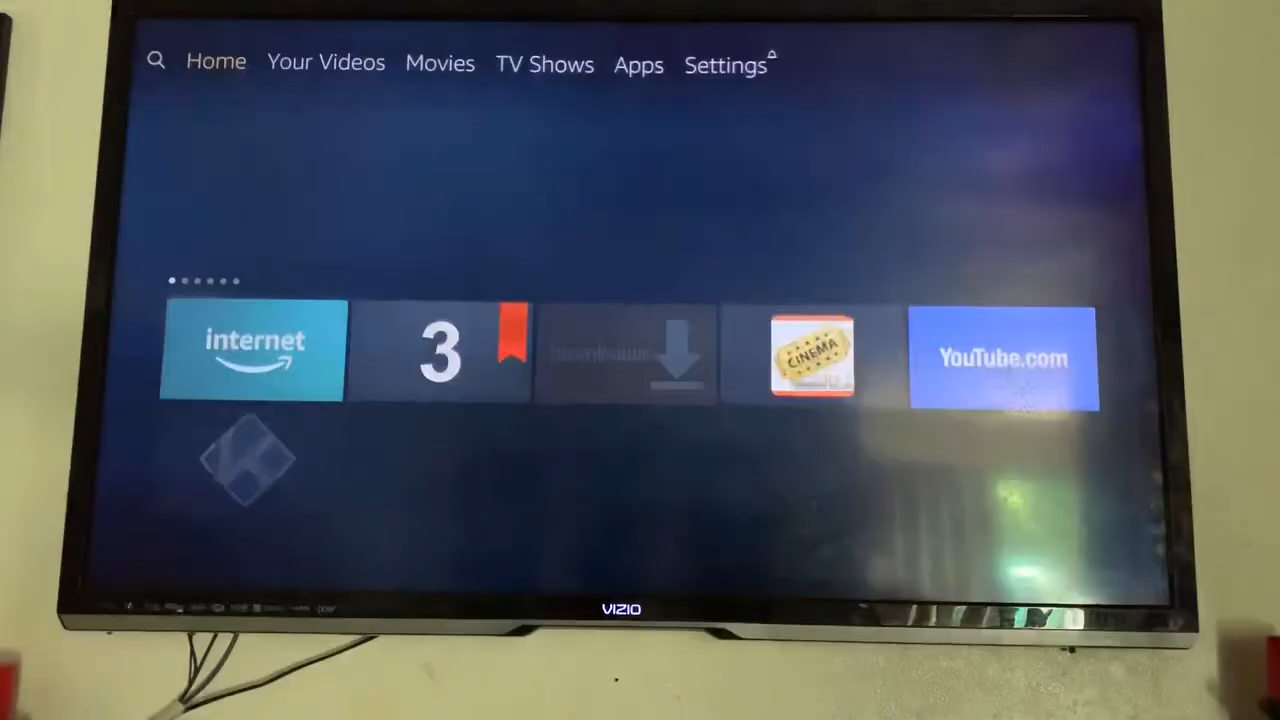 Home Your Videos Movies TV Shows Apps Settings
internet
3
CINEMA
YouTube.com
VIZIO